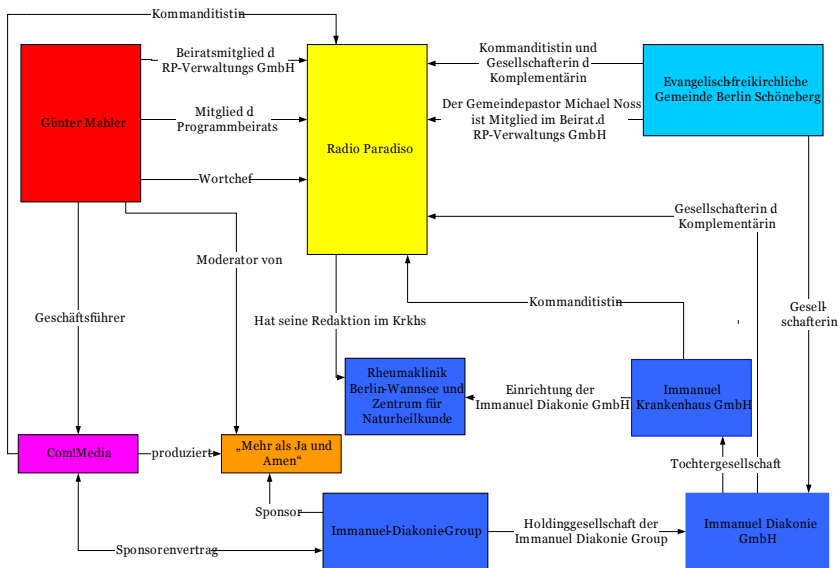 Kommanditistin
Günter Mahler
Beiratsmitglied d
RP-Verwaltungs GmbH
Mitglied d
Programmbeirats
Wortchef
Radio Paradiso
Kommanditistin und
Gesellschafterin d
Komplementärin
Der Gemeindepastor Michael Noss
ist Mitglied im Beirat.d
RP-Verwaltungs GmbH
Evangelisch-freikirchliche
Gemeinde Berlin Schöneberg
Gesellschafterin d
Komplementärin
Moderator von
Geschäftsführer
Hat seine Redaktion im Krkhs
Kommanditistin
Gesell-
schafterin
Rheumaklinik
Berlin-Wannsee und
Zentrum für
Naturheilkunde
Einrichtung der
Immanuel Diakonie GmbH
Immanuel
Krankenhaus GmbH
Com!Media
produziert
„Mehr als Ja und
Amen“
Tochtergesellschaft
Sponsor
Immanuel-Diakonie-Group
Holdinggesellschaft der
Immanuel Diakonie Group
Immanuel Diakonie
GmbH
Sponsorenvertrag